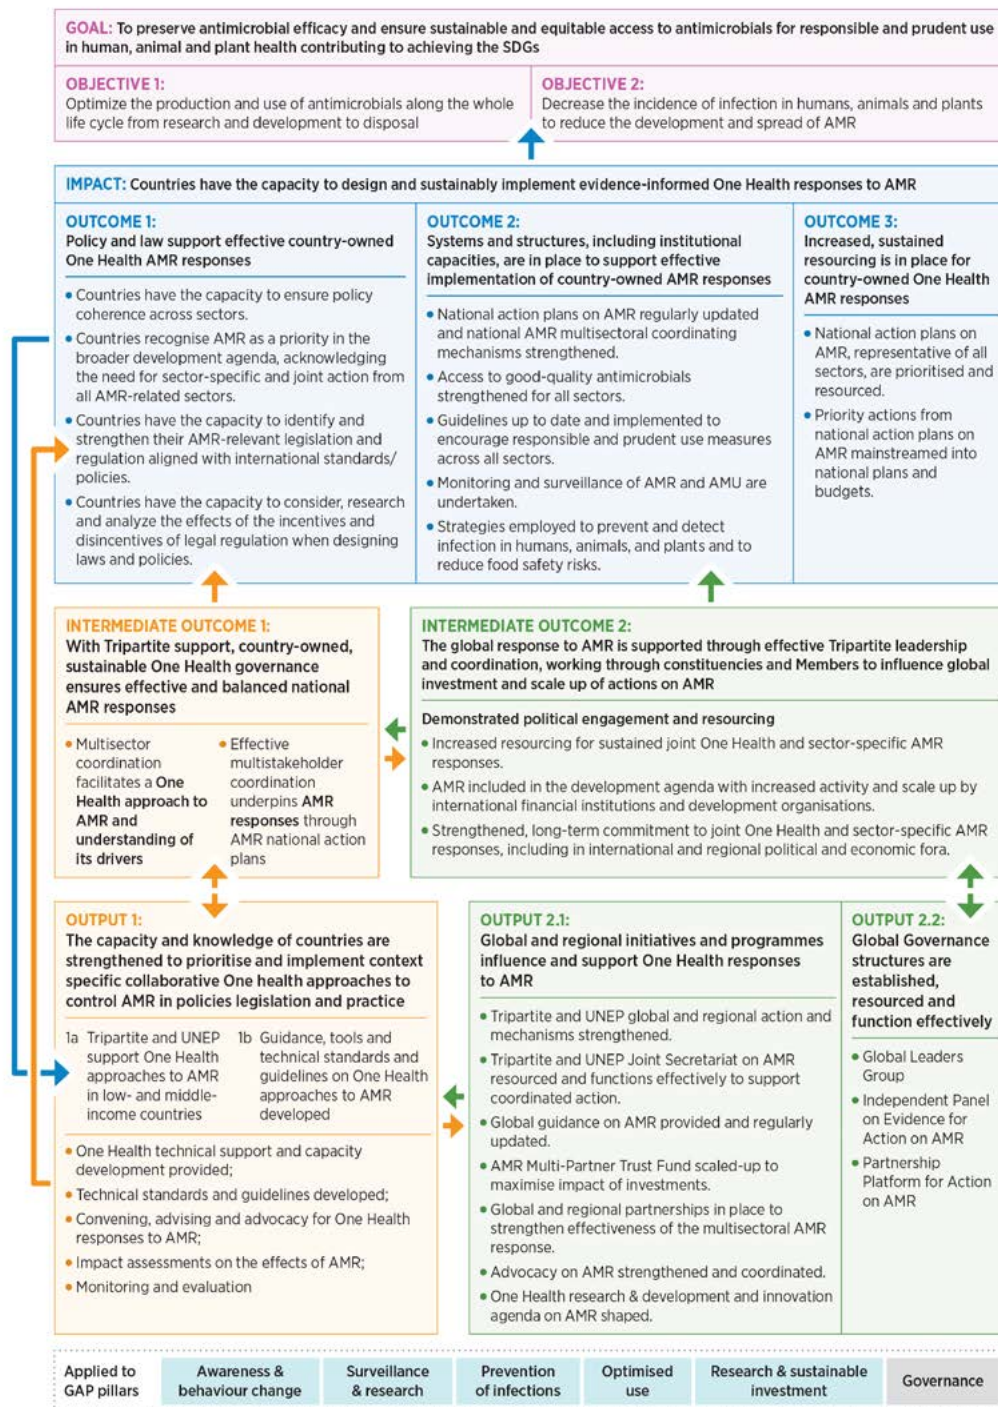 GOAL: To preserve antimicrobial efficacy and ensure sustainable and equitable access to antimicrobials for responsible and prudent use
in human, animal and plant health contributing to achieving the SDGs
OBJECTIVE 1:
Optimize the production and use of antimicrobials along the whole
life cycle from research and development to disposal
OBJECTIVE 2:
Decrease the incidence of infection in humans, animals and plants
to reduce the development and spread of AMR
IMPACT: Countries have the capacity to design and sustainably implement evidence-informed One Health responses to AMR
OUTCOME 1:
Policy and law support effective country-owned
One Health AMR responses
• Countries have the capacity to ensure policy
coherence across sectors.
• Countries recognise AMR as a priority in the
broader development agenda, acknowledging
the need for sector-specific and joint action from
all AMR-related sectors.
• Countries have the capacity to identify and
strengthen their AMR-relevant legislation and
regulation aligned with international standards/
policies.
• Countries have the capacity to consider, research
and analyze the effects of the incentives and
disincentives of legal regulation when designing
laws and policies.
OUTCOME 2:
Systems and structures, including institutional
capacities, are in place to support effective
implementation of country-owned AMR responses
• National action plans on AMR regularly updated
and national AMR multisectoral coordinating
mechanisms strengthened.
• Access to good-quality antimicrobials
strengthened for all sectors.
• Guidelines up to date and implemented to
encourage responsible and prudent use measures
across all sectors.
• Monitoring and surveillance of AMR and AMU are
undertaken.
• Strategies employed to prevent and detect
infection in humans, animals, and plants and to
reduce food safety risks.
OUTCOME 3:
Increased, sustained
resourcing is in place for
country-owned One Health
AMR responses
• National action plans on
AMR, representative of all
sectors, are prioritised and
resourced.
• Priority actions from
national action plans on
AMR mainstreamed into
national plans and
budgets.
INTERMEDIATE OUTCOME 1:
With Tripartite support, country-owned,
sustainable One Health governance
ensures effective and balanced national
AMR responses
• Multisector
coordination
facilitates a One
Health approach to
AMR and
understanding of
its drivers
• Effective
multistakeholder
coordination
underpins AMR
responses through
AMR national action
plans
INTERMEDIATE OUTCOME 2:
The global response to AMR is supported through effective Tripartite leadership
and coordination, working through constituencies and Members to influence global
investment and scale up of actions on AMR
Demonstrated political engagement and resourcing
• Increased resourcing for sustained joint One Health and sector-specific AMR
responses.
• AMR included in the development agenda with increased activity and scale up by
international financial institutions and development organisations.
• Strengthened, long-term commitment to joint One Health and sector-specific AMR
responses, including in international and regional political and economic fora.
OUTPUT 1:
The capacity and knowledge of countries are
strengthened to prioritise and implement context
specific collaborative One health approaches to
control AMR in policies legislation and practice
1a Tripartite and UNEP
support One Health
approaches to AMR
in low- and middle-
income countries
1b Guidance, tools and
technical standards and
guidelines on One Health
approaches to AMR
developed
• One Health technical support and capacity
development provided;
• Technical standards and guidelines developed;
• Convening, advising and advocacy for One Health
responses to AMR;
• Impact assessments on the effects of AMR;
• Monitoring and evaluation
OUTPUT 2.1:
Global and regional initiatives and programmes
influence and support One Health responses
to AMR
• Tripartite and UNEP global and regional action and
mechanisms strengthened.
• Tripartite and UNEP Joint Secretariat on AMR
resourced and functions effectively to support
coordinated action.
• Global guidance on AMR provided and regularly
updated.
• AMR Multi-Partner Trust Fund scaled-up to
maximise impact of investments.
• Global and regional partnerships in place to
strengthen effectiveness of the multisectoral AMR
response.
• Advocacy on AMR strengthened and coordinated.
• One Health research & development and innovation
agenda on AMR shaped.
OUTPUT 2.2:
Global Governance
structures are
established,
resourced and
function effectively
• Global Leaders
Group
• Independent Panel
on Evidence for
Action on AMR
• Partnership
Platform for Action
on AMR
Applied to
GAP pillars
Awareness &
behaviour change
Surveillance
& research
Prevention
of infections
Optimised
use
Research & sustainable
investment
Governance